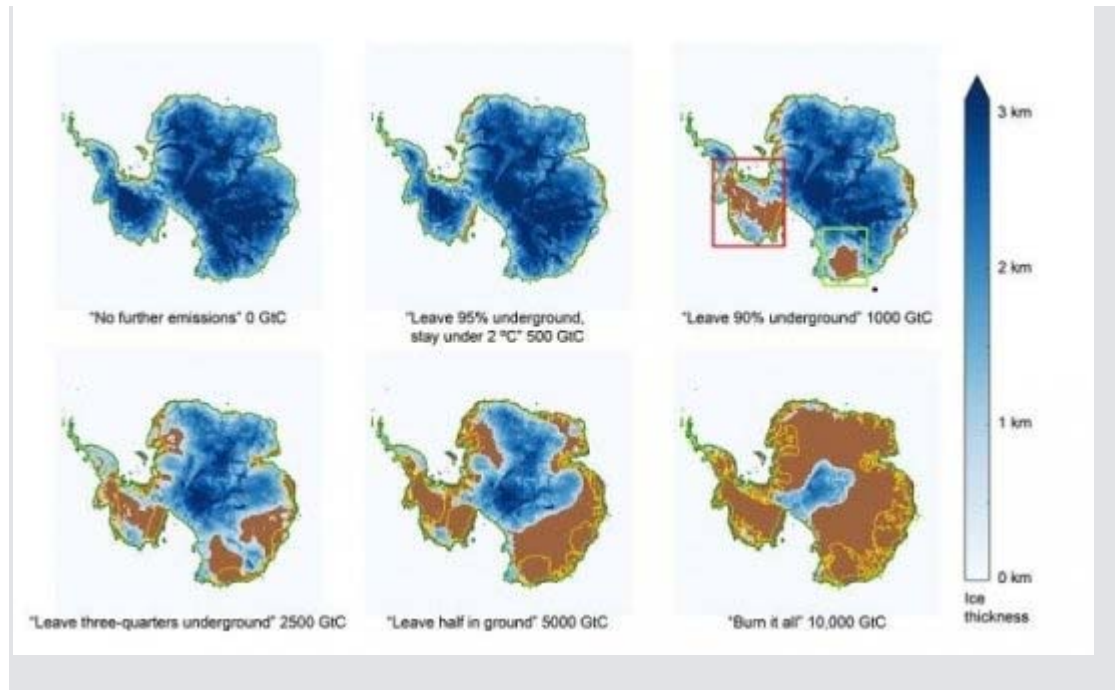 3 km
2 km
1 km
0 km
Ice
thickness
"No further emissions" 0 GtC
"Leave 95% underground,
stay under 2 ºC" 500 GtC
"Leave 90% underground" 1000 GtC
"Leave three-quarters underground" 2500 GtC
"Leave half in ground" 5000 GtC
"Burn it all" 10,000 GtC